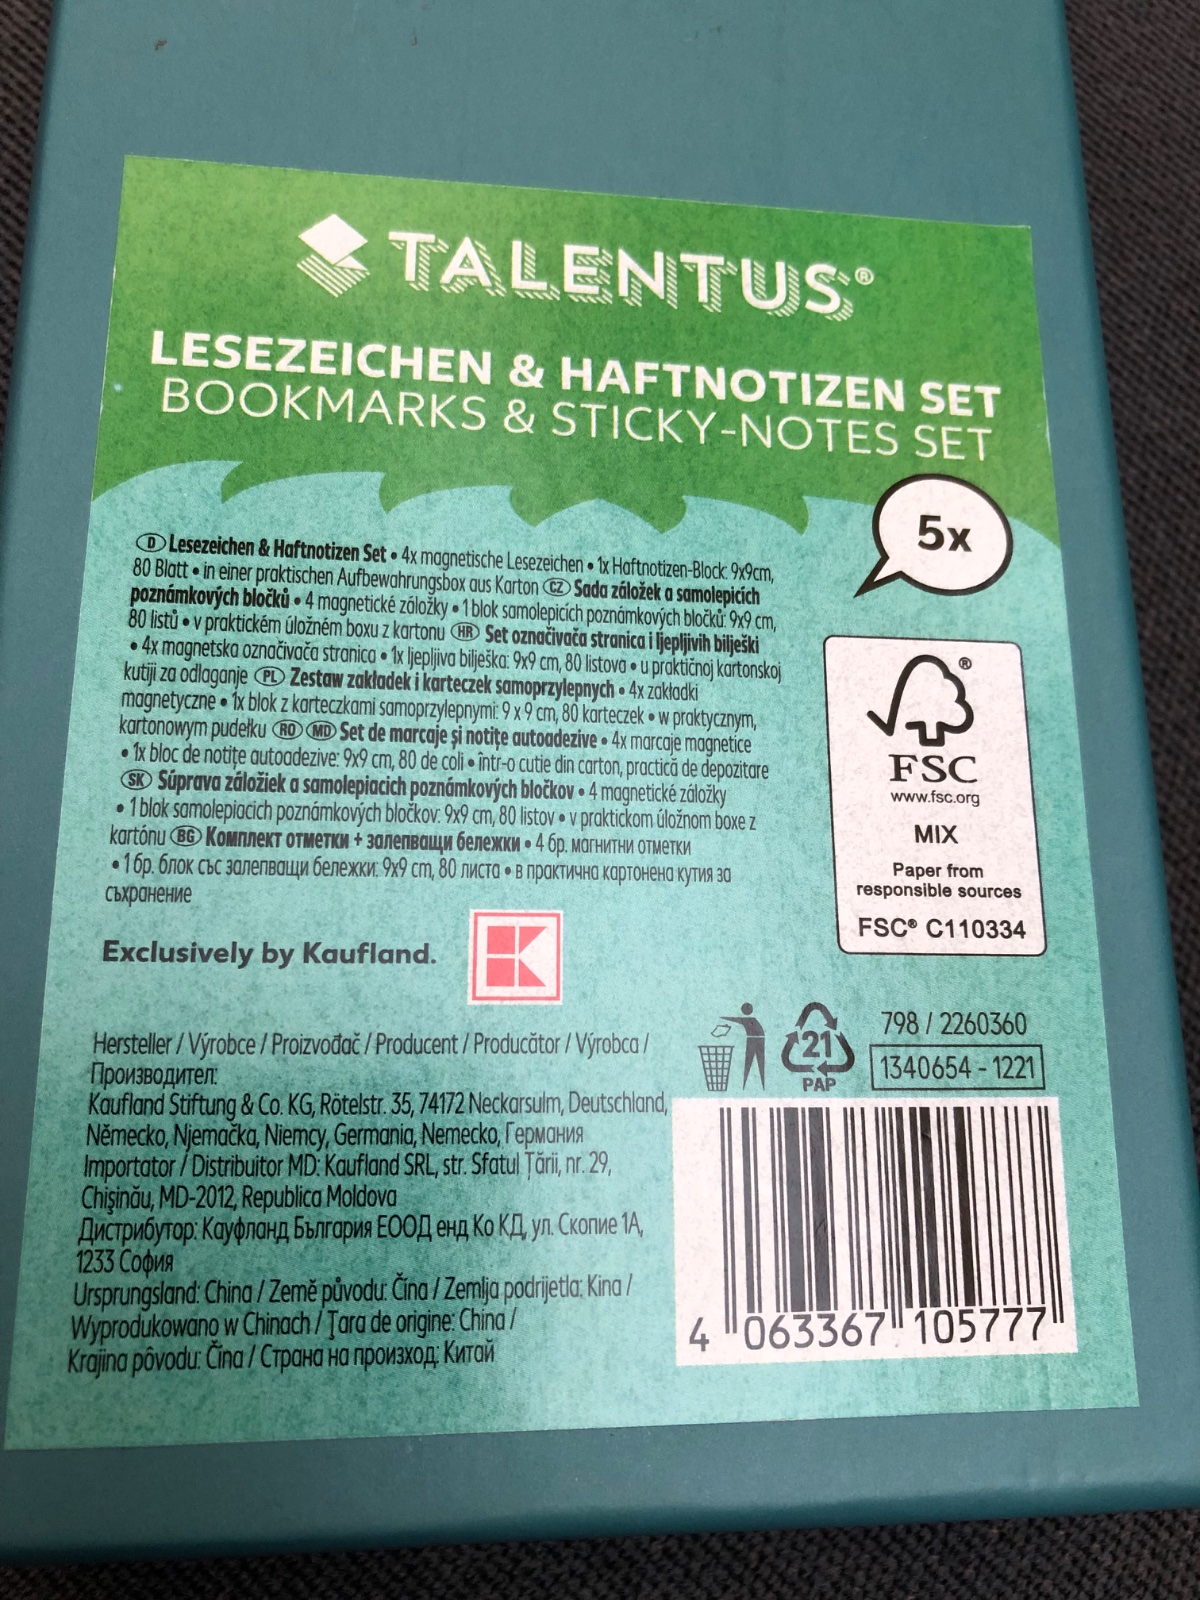 TALENTUS®
LESEZEICHEN & HAFTNOTIZEN SET
BOOKMARKS & STICKY-NOTES SET
5x
D Lesezeichen & Haftnotizen Set • 4x magnetische Lesezeichen • 1x Haftnotizen-Block: 9x9cm,
80 Blatt • in einer praktischen Aufbewahrungsbox aus Karton CZ Sada záložek a samolepicích
poznámkových bločků • 4 magnetické záložky • 1 blok samolepicích poznámkových bločků: 9x9 cm,
80 listů • v praktickém úložném boxu z kartonu HR Set označivača stranica i ljepljivih bilješki
• 4x magnetska označivača stranica • 1x ljepljiva bilješka: 9x9 cm, 80 listova • u praktičnoj kartonskoj
kutiji za odlaganje PL Zestaw zakładek i karteczek samoprzylepnych • 4x zakładki
magnetyczne • 1x blok z karteczkami samoprzylepnymi: 9 x 9 cm, 80 karteczek • w praktycznym,
kartonowym pudełku RO MD Set de marcaje și notițe autoadezive • 4x marcaje magnetice
• 1x bloc de notițe autoadezive: 9x9 cm, 80 de coli • într-o cutie din carton, practică de depozitare
SK Súprava záložiek a samolepiacich poznámkových bločkov • 4 magnetické záložky
• 1 blok samolepiacich poznámkových bločkov: 9x9 cm, 80 listov • v praktickom úložnom boxe z
kartónu BG Комплект отметки + залепващи бележки • 4 бр. магнитни отметки
• 1 бр. блок със залепващи бележки: 9x9 cm, 80 листа • в практична картонена кутия за
съхранение
®
FSC
www.fsc.org
MIX
Paper from
responsible sources
FSC® C110334
Exclusively by Kaufland.
Hersteller / Výrobce / Proizvođač / Producent / Producător / Výrobca /
Производител:
Kaufland Stiftung & Co. KG, Rötelstr. 35, 74172 Neckarsulm, Deutschland,
Německo, Njemačka, Niemcy, Germania, Nemecko, Германия
Importator / Distribuitor MD: Kaufland SRL, str. Sfatul Țării, nr. 29,
Chișinău, MD-2012, Republica Moldova
Дистрибутор: Кауфланд България ЕООД енд Ко КД, ул. Скопие 1А,
1233 София
Ursprungsland: China / Země původu: Čína / Zemlja podrijetla: Kina /
Wyprodukowano w Chinach / Țara de origine: China /
Krajina pôvodu: Čína / Страна на произход: Китай
21
PAP
798 / 2260360
1340654 - 1221
4 063367 105777